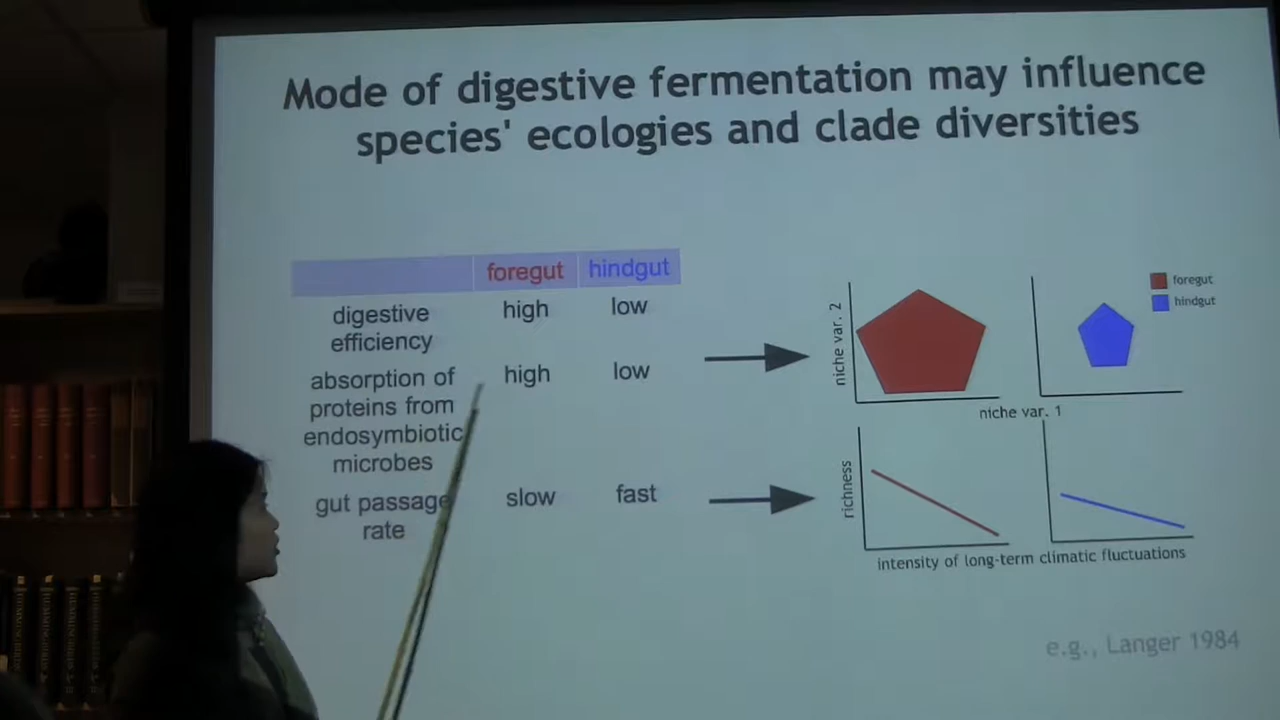 Mode of digestive fermentation may influence
species' ecologies and clade diversities
foregut hindgut
digestive
efficiency
high low
absorption of
proteins from
endosymbiotic
microbes
high low
gut passage
rate
slow fast
niche var. 2
foregut
hindgut
niche var. 1
richness
intensity of long-term climatic fluctuations
e.g., Langer 1984